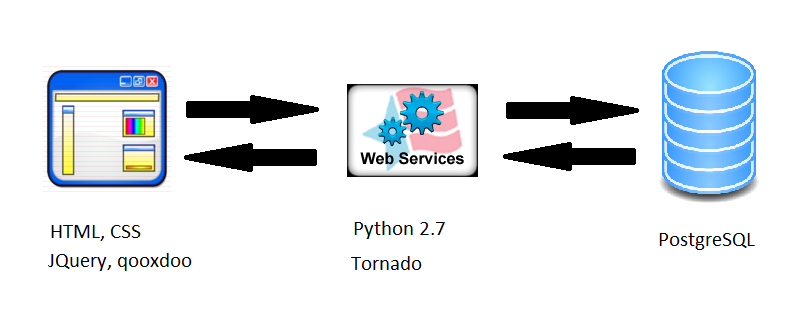 Web Services
HTML, CSS
JQuery, qooxdoo
Python 2.7
Tornado
PostgreSQL